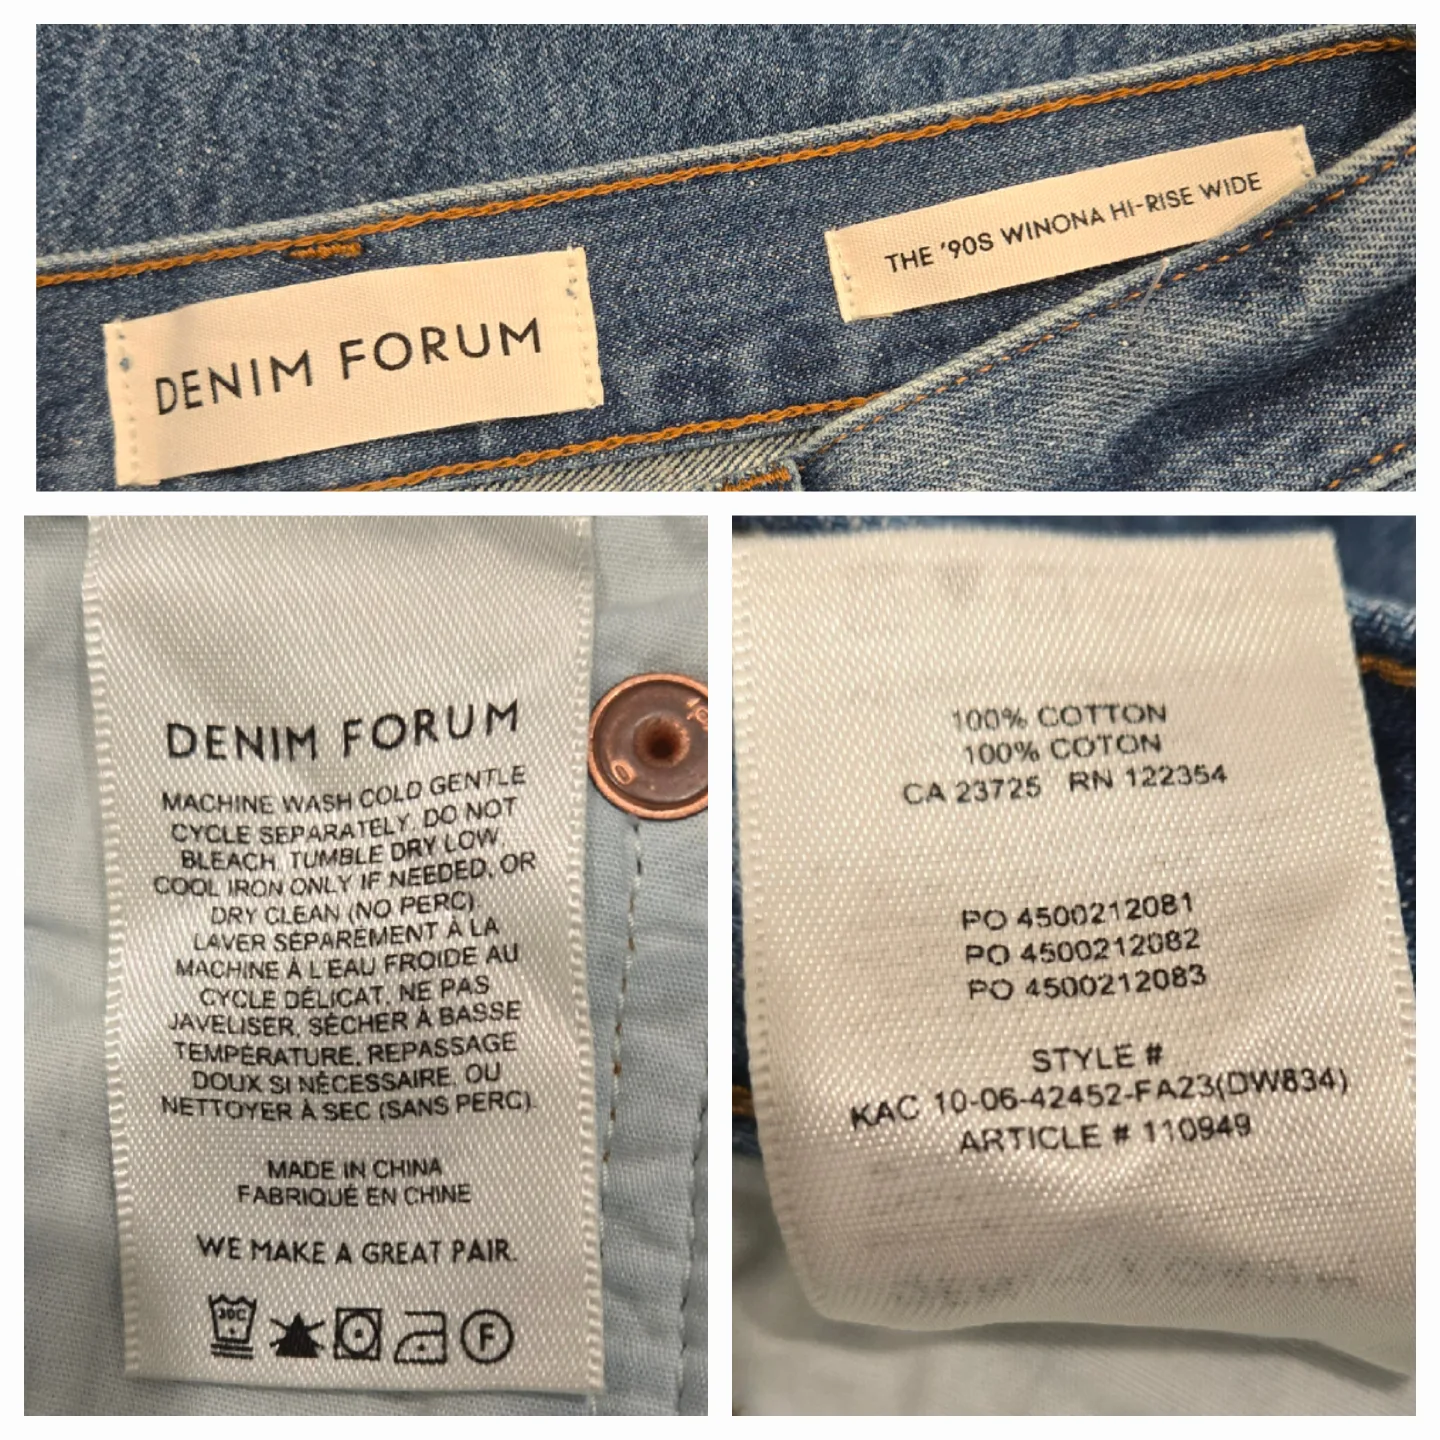 DENIM FORUM
THE '90S WINONA HI-RISE WIDE
DENIM FORUM
MACHINE WASH COLD GENTLE
CYCLE SEPARATELY, DO NOT
BLEACH, TUMBLE DRY LOW,
COOL IRON ONLY IF NEEDED, OR
DRY CLEAN (NO PERC).
LAVER SÉPARÉMENT À LA
MACHINE À L'EAU FROIDE AU
CYCLE DÉLICAT, NE PAS
JAVELISER, SÉCHER À BASSE
TEMPÉRATURE, REPASSAGE
DOUX SI NÉCESSAIRE, OU
NETTOYER À SEC (SANS PERC).
MADE IN CHINA
FABRIQUÉ EN CHINE
WE MAKE A GREAT PAIR.
30C
F
100% COTTON
100% COTON
CA 23725 RN 122354
PO 4500212081
PO 4500212082
PO 4500212083
STYLE #
KAC 10-06-42452-FA23(DW834)
ARTICLE # 110949